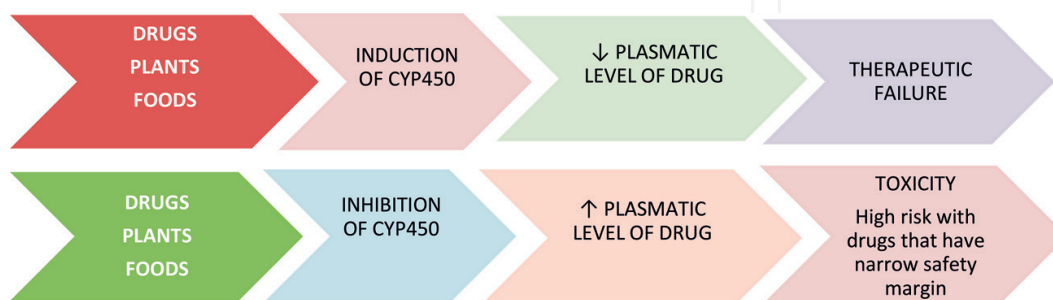 DRUGS
PLANTS
FOODS
INDUCTION
OF CYP450
↓ PLASMATIC
LEVEL OF DRUG
THERAPEUTIC
FAILURE
DRUGS
PLANTS
FOODS
INHIBITION
OF CYP450
↑ PLASMATIC
LEVEL OF DRUG
TOXICITY
High risk with
drugs that have
narrow safety
margin